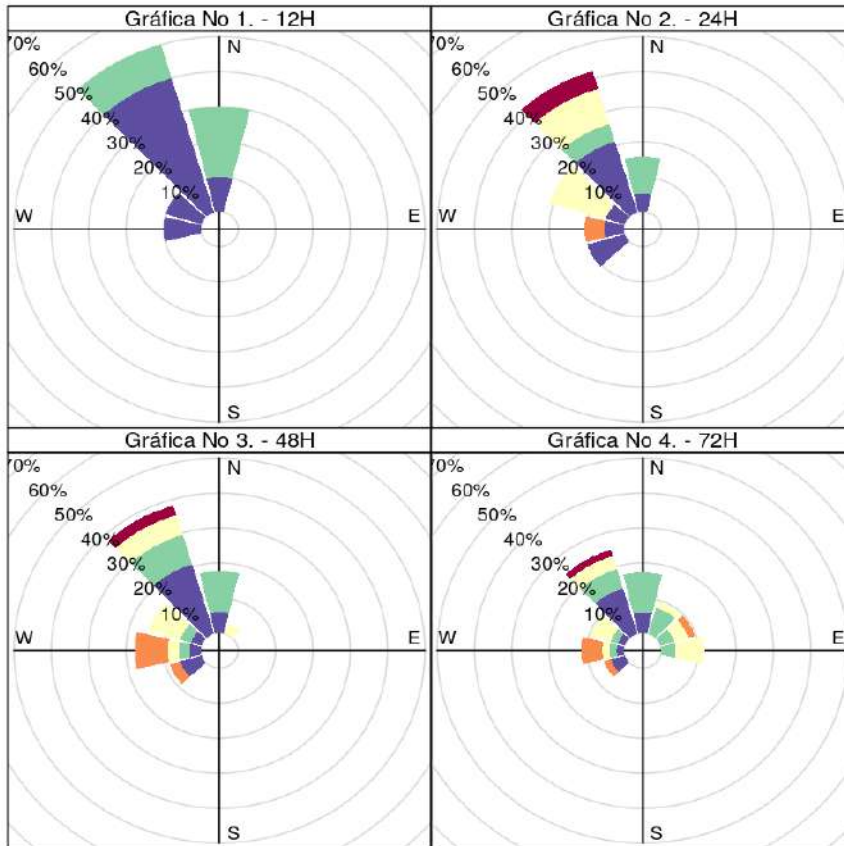 Gráfica No 1. - 12H
N
70%
60%
50%
40%
30%
20%
10%
W
E
S
Gráfica No 2. - 24H
N
70%
60%
50%
40%
30%
20%
10%
W
E
S
Gráfica No 3. - 48H
N
70%
60%
50%
40%
30%
20%
10%
W
E
S
Gráfica No 4. - 72H
N
70%
60%
50%
40%
30%
20%
10%
W
E
S